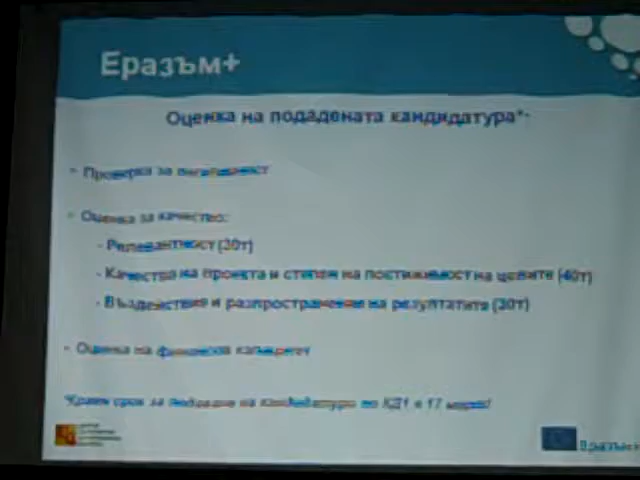 Еразъм+
Оценка на подадената кандидатура*:
- Проверка за
- Оценка за качество:
- Релевантност (30т)
- Качество на проекта и степен на постижимост на целите (40т)
- Въздействие и разпространение на резултатите (30т)
- Оценка на финансов капацитет
*Краен срок за подаване на кандидатури по КД1 е 17 март!
Еразъм+